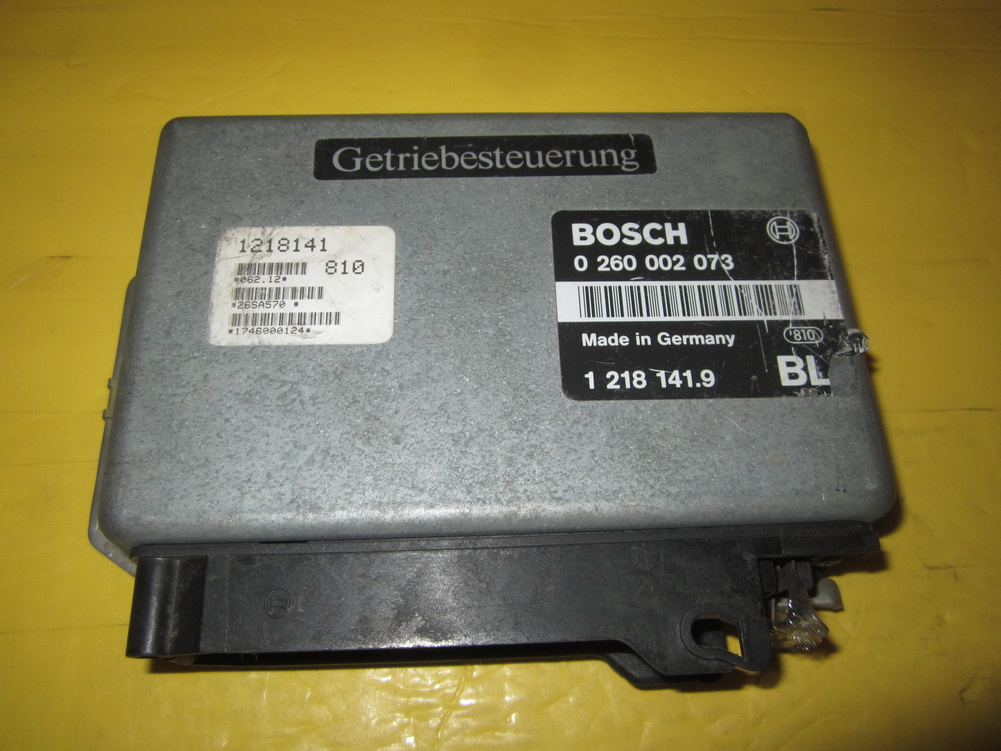 Getriebesteuerung
1218141
810
*062.12*
*26SA570 *
*1746000124*
BOSCH
0 260 002 073
Made in Germany
810
1 218 141.9
BL